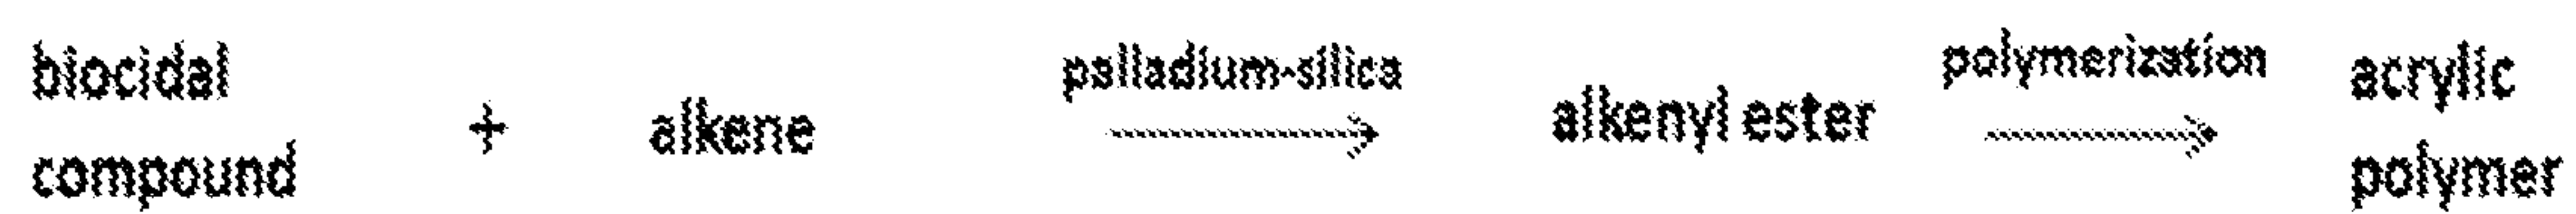 biocidal
compound
+
alkene
palladium-silica
alkenyl ester
polymerization
acrylic
polymer